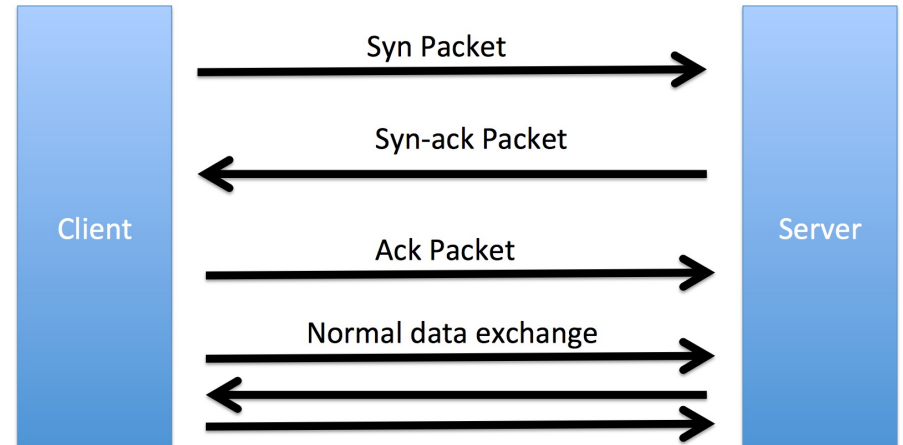 Syn Packet
Syn-ack Packet
Client
Server
Ack Packet
Normal data exchange